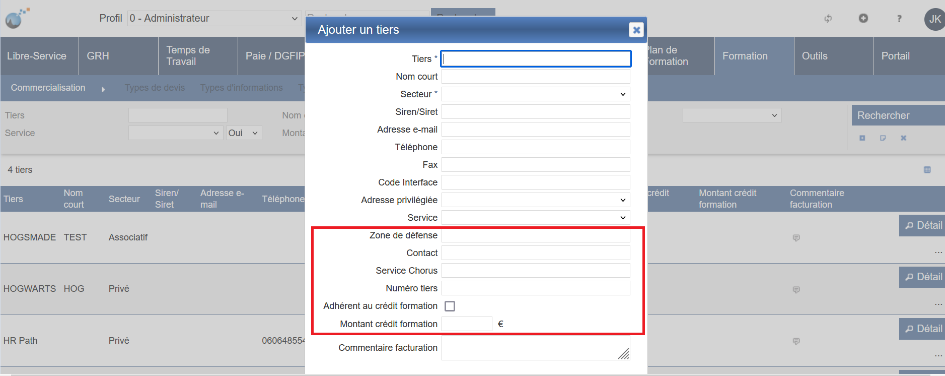 Profil 0 - Administrateur
? JK
Libre-Service GRH Temps de Travail Paie / DGFIP Plan de Formation Formation Outils Portail
Commercialisation Types de devis Types d'informations
Tiers
Service Oui
Rechercher
4 tiers
Tiers Nom court Secteur Siren/ Siret Adresse e-mail Téléphone crédit Montant crédit formation Commentaire facturation
HOGSMADE TEST Associatif Détail
...
HOGWARTS HOG Privé Détail
...
HR Path Privé Détail
...
Ajouter un tiers
Tiers *
Nom court
Secteur *
Siren/Siret
Adresse e-mail
Téléphone
Fax
Code Interface
Adresse privilégiée
Service
Zone de défense
Contact
Service Chorus
Numéro tiers
Adhérent au crédit formation
Montant crédit formation €
Commentaire facturation